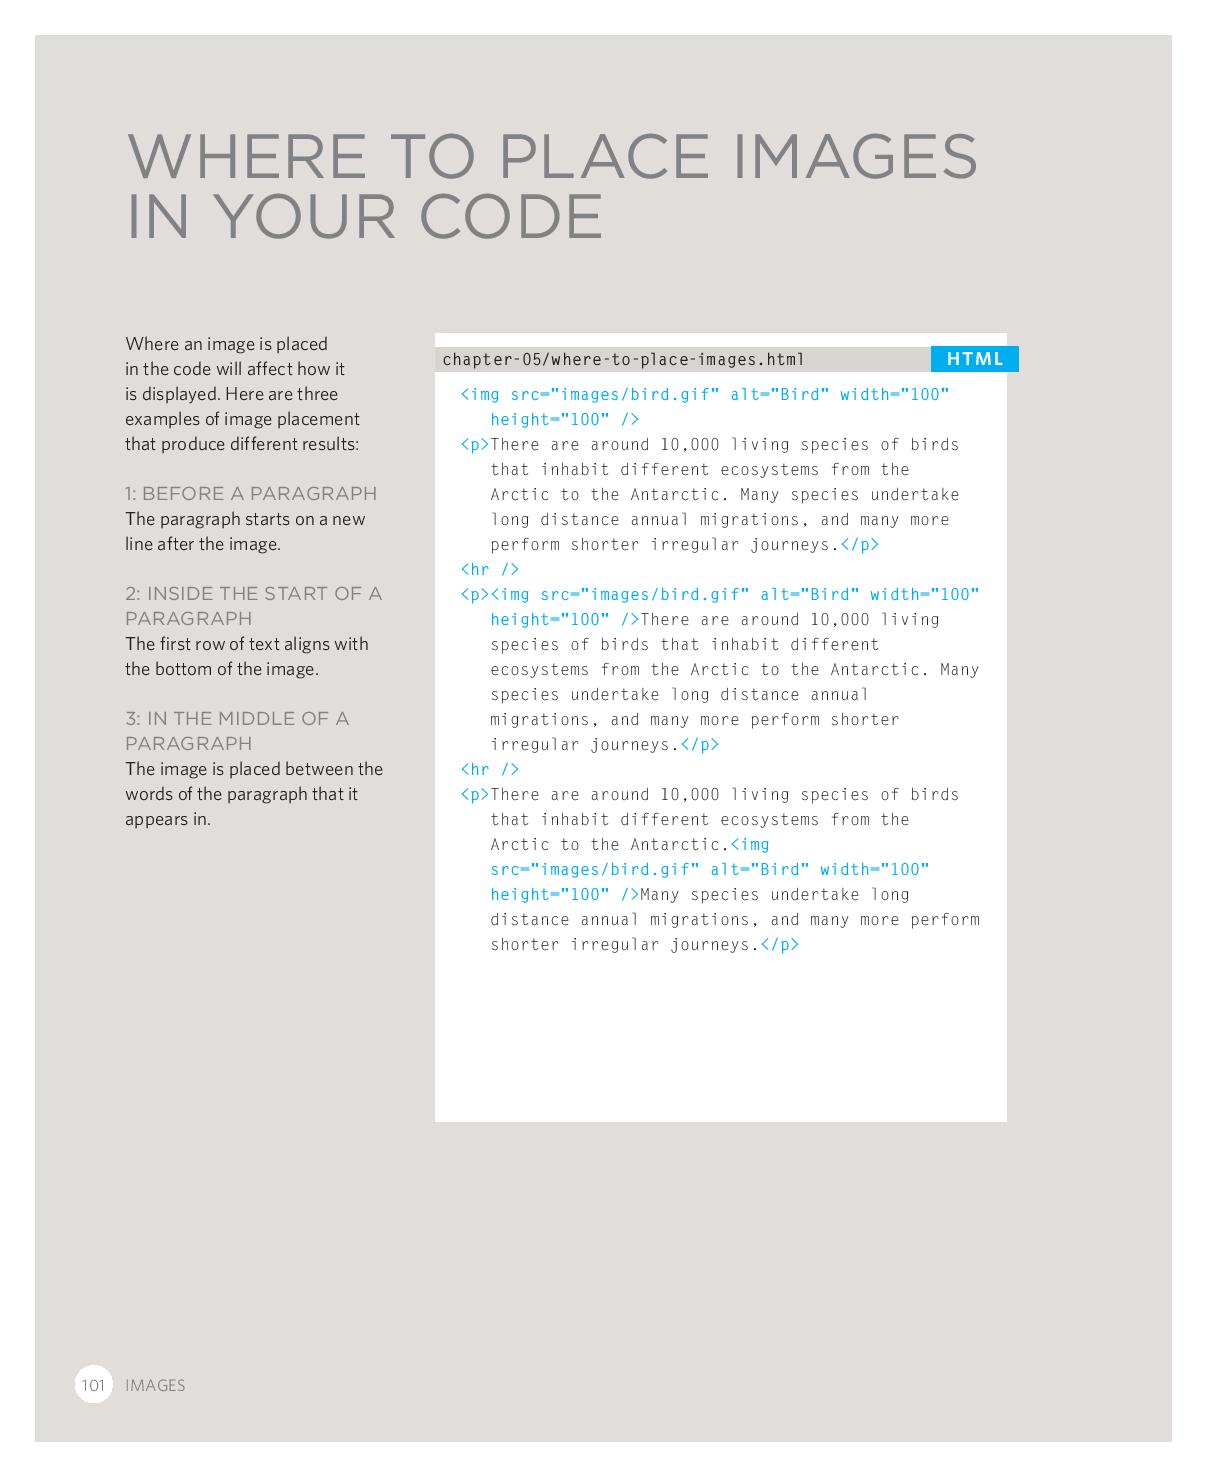 WHERE TO PLACE IMAGES
IN YOUR CODE
Where an image is placed
in the code will affect how it
is displayed. Here are three
examples of image placement
that produce different results:
1: BEFORE A PARAGRAPH
The paragraph starts on a new
line after the image.
2: INSIDE THE START OF A
PARAGRAPH
The first row of text aligns with
the bottom of the image.
3: IN THE MIDDLE OF A
PARAGRAPH
The image is placed between the
words of the paragraph that it
appears in.
chapter-05/where-to-place-images.html HTML
<img src="images/bird.gif" alt="Bird" width="100"
height="100" />
<p>There are around 10,000 living species of birds
that inhabit different ecosystems from the
Arctic to the Antarctic. Many species undertake
long distance annual migrations, and many more
perform shorter irregular journeys.</p>
<hr />
<p><img src="images/bird.gif" alt="Bird" width="100"
height="100" />There are around 10,000 living
species of birds that inhabit different
ecosystems from the Arctic to the Antarctic. Many
species undertake long distance annual
migrations, and many more perform shorter
irregular journeys.</p>
<hr />
<p>There are around 10,000 living species of birds
that inhabit different ecosystems from the
Arctic to the Antarctic.<img
src="images/bird.gif" alt="Bird" width="100"
height="100" />Many species undertake long
distance annual migrations, and many more perform
shorter irregular journeys.</p>
101 IMAGES